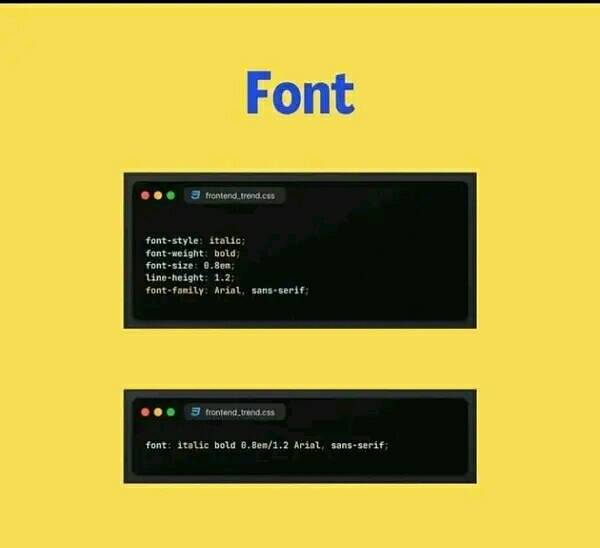 Font
frontend_trend.css
font-style: italic;
font-weight: bold;
font-size: 0.8em;
line-height: 1.2;
font-family: Arial, sans-serif;
frontend_trend.css
font: italic bold 0.8em/1.2 Arial, sans-serif;